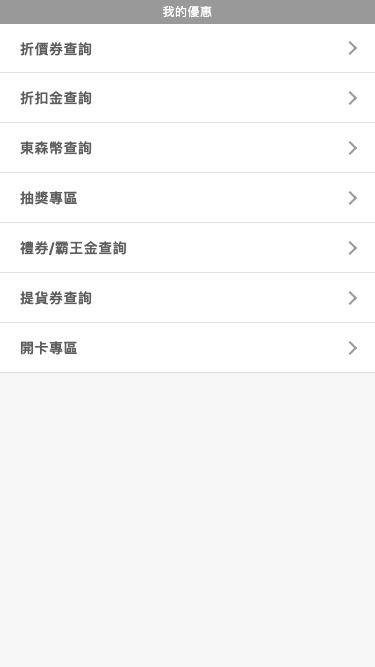 我的優惠
折價券查詢
折扣金查詢
東森幣查詢
抽獎專區
禮券/霸王金查詢
提貨券查詢
開卡專區